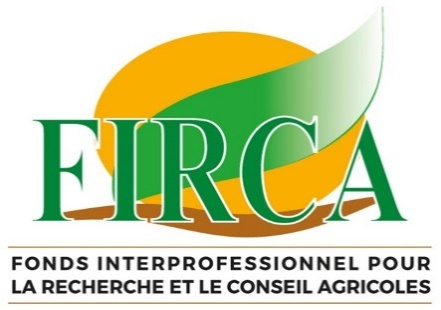 FIRCA
FONDS INTERPROFESSIONNEL POUR
LA RECHERCHE ET LE CONSEIL AGRICOLES